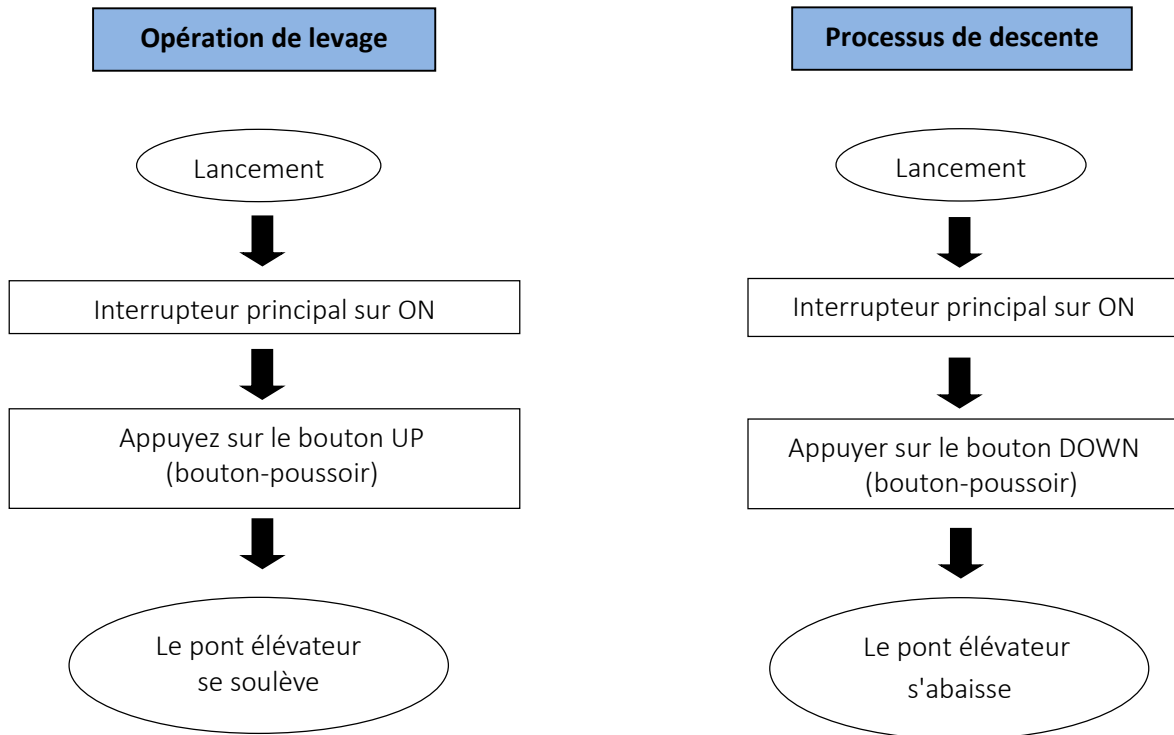 Opération de levage
Lancement
Interrupteur principal sur ON
Appuyez sur le bouton UP
(bouton-poussoir)
Le pont élévateur
se soulève
Processus de descente
Lancement
Interrupteur principal sur ON
Appuyer sur le bouton DOWN
(bouton-poussoir)
Le pont élévateur
s'abaisse